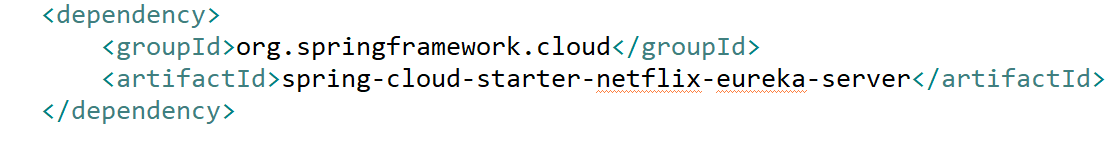 <dependency>
<groupId>org.springframework.cloud</groupId>
<artifactId>spring-cloud-starter-netflix-eureka-server</artifactId>
</dependency>